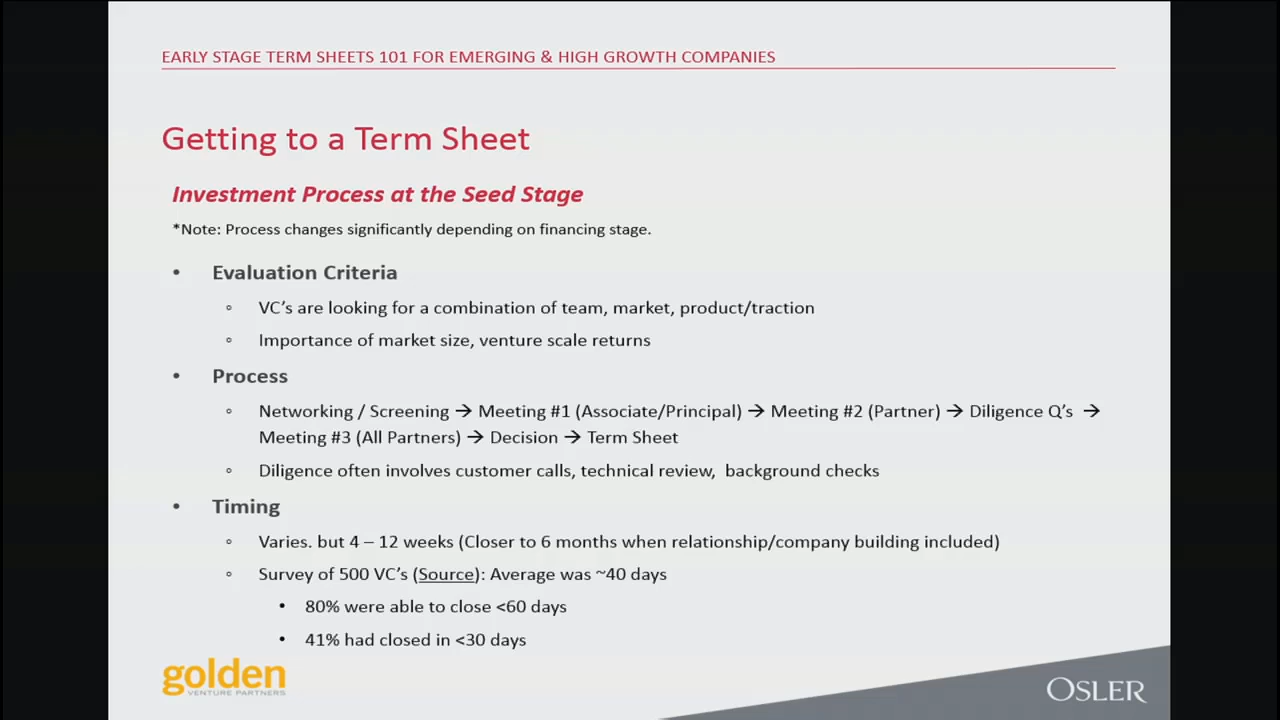 EARLY STAGE TERM SHEETS 101 FOR EMERGING & HIGH GROWTH COMPANIES
Getting to a Term Sheet
Investment Process at the Seed Stage
*Note: Process changes significantly depending on financing stage.
• Evaluation Criteria
◦ VC’s are looking for a combination of team, market, product/traction
◦ Importance of market size, venture scale returns
• Process
◦ Networking / Screening → Meeting #1 (Associate/Principal) → Meeting #2 (Partner) → Diligence Q’s →
Meeting #3 (All Partners) → Decision → Term Sheet
◦ Diligence often involves customer calls, technical review, background checks
• Timing
◦ Varies. but 4 – 12 weeks (Closer to 6 months when relationship/company building included)
◦ Survey of 500 VC’s (Source): Average was ~40 days
• 80% were able to close <60 days
• 41% had closed in <30 days
golden
VENTURE PARTNERS
OSLER